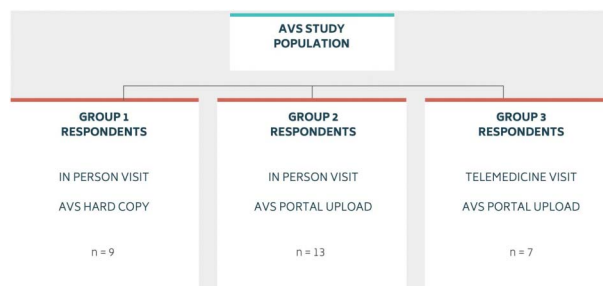 AVS STUDY
POPULATION
GROUP 1
RESPONDENTS
IN PERSON VISIT
AVS HARD COPY
n = 9
GROUP 2
RESPONDENTS
IN PERSON VISIT
AVS PORTAL UPLOAD
n = 13
GROUP 3
RESPONDENTS
TELEMEDICINE VISIT
AVS PORTAL UPLOAD
n = 7